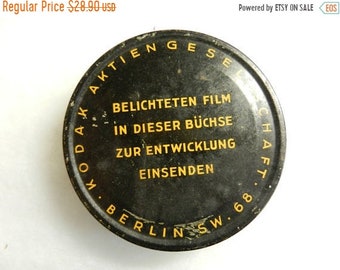 Regular Price $28.90 USD
Powered by ETSY ON SALE EOS
KODAK AKTIENGESELLSCHAFT · BERLIN SW. 68 ·
BELICHTETEN FILM
IN DIESER BÜCHSE
ZUR ENTWICKLUNG
EINSENDEN